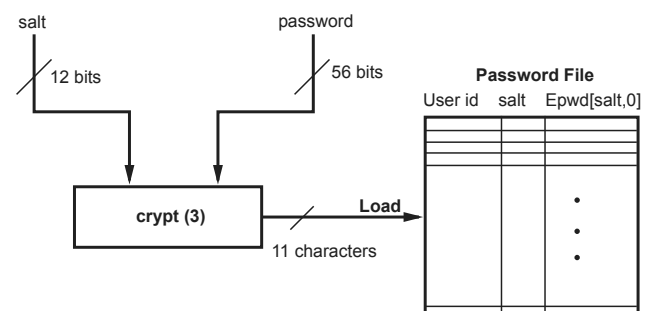 salt
password
12 bits
56 bits
Password File
User id salt Epwd[salt,0]
crypt (3)
Load
11 characters